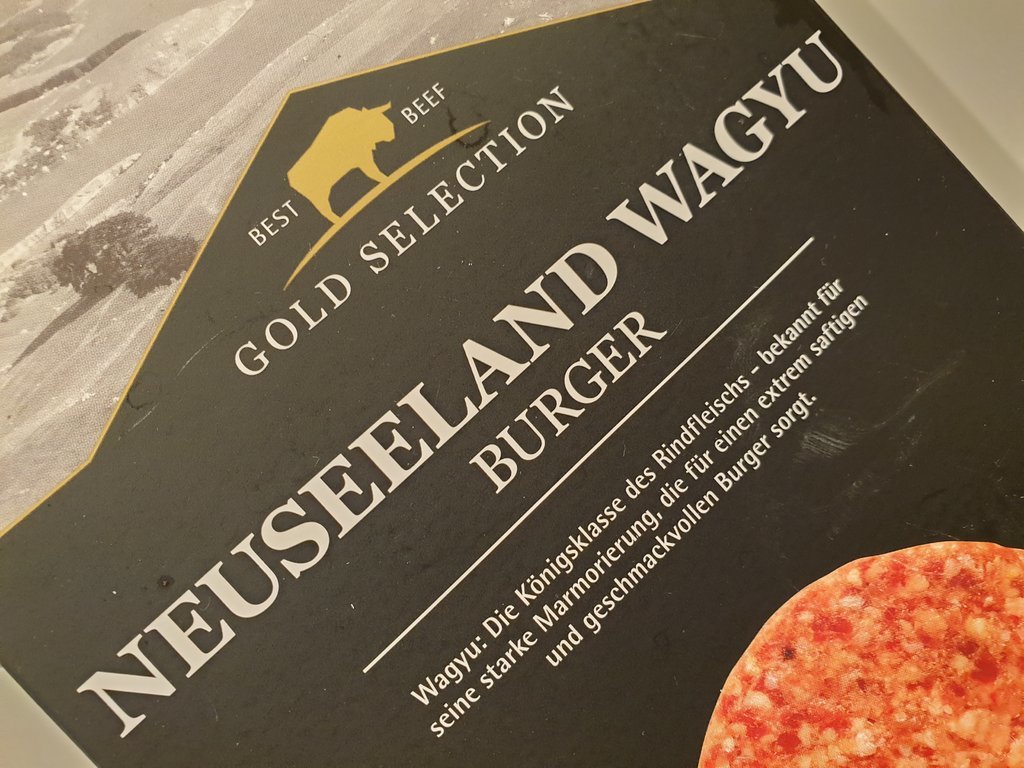 BEST BEEF
GOLD SELECTION
NEUSEELAND WAGYU
BURGER
Wagyu: Die Königsklasse des Rindfleischs - bekannt für
seine starke Marmorierung, die für einen extrem saftigen
und geschmackvollen Burger sorgt.